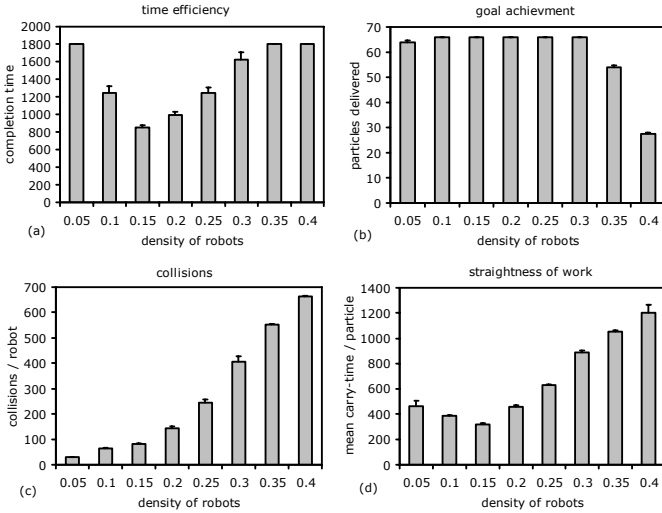 time efficiency
completion time
1800
1600
1400
1200
1000
800
600
400
200
0
0.05 0.1 0.15 0.2 0.25 0.3 0.35 0.4
(a)
density of robots
goal achievment
particles delivered
70
60
50
40
30
20
10
0
0.05 0.1 0.15 0.2 0.25 0.3 0.35 0.4
(b)
density of robots
collisions
collisions / robot
700
600
500
400
300
200
100
0
0.05 0.1 0.15 0.2 0.25 0.3 0.35 0.4
(c)
density of robots
straightness of work
mean carry-time / particle
1400
1200
1000
800
600
400
200
0
0.05 0.1 0.15 0.2 0.25 0.3 0.35 0.4
(d)
density of robots